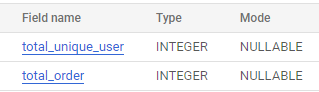 Field name Type Mode
total_unique_user INTEGER NULLABLE
total_order INTEGER NULLABLE